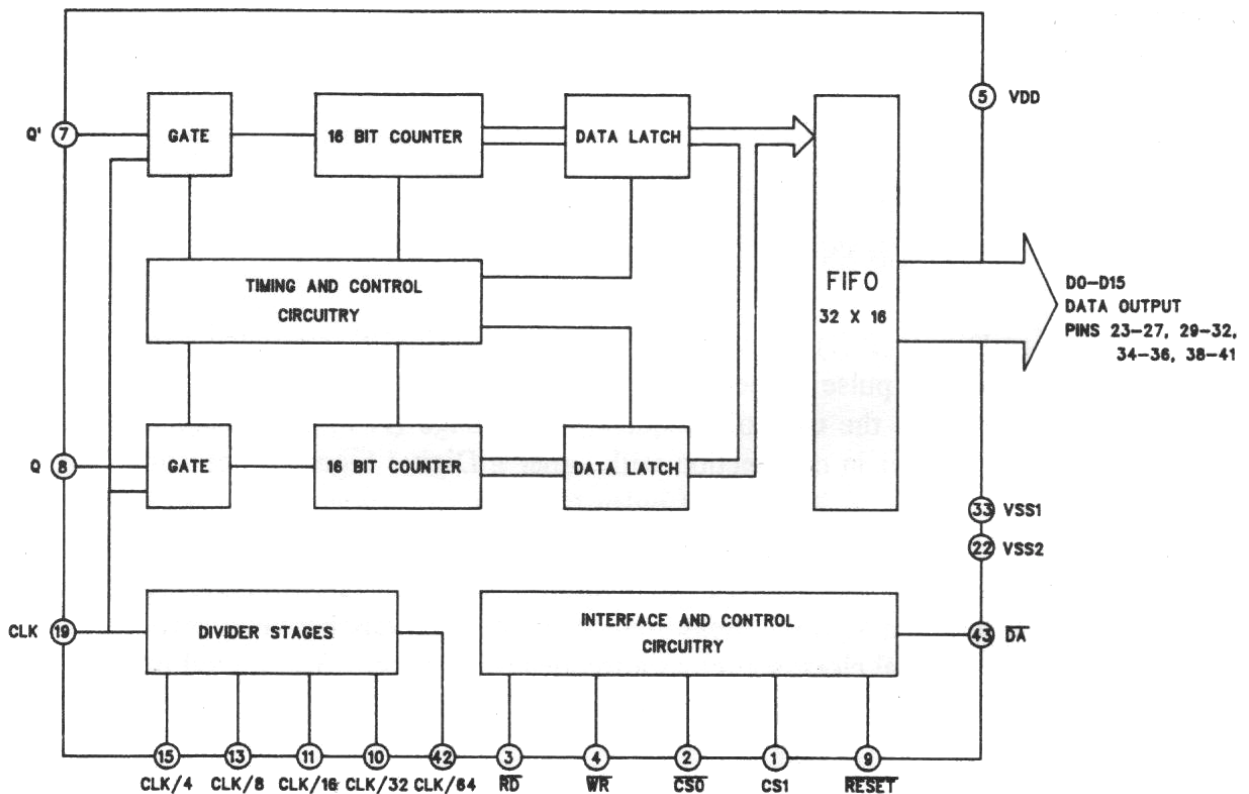 5 VDD
Q' 7
GATE
16 BIT COUNTER
DATA LATCH
TIMING AND CONTROL
CIRCUITRY
FIFO
32 X 16
D0-D15
DATA OUTPUT
PINS 23-27, 29-32,
34-36, 38-41
Q 8
GATE
16 BIT COUNTER
DATA LATCH
33 VSS1
22 VSS2
CLK 19
DIVIDER STAGES
INTERFACE AND CONTROL
CIRCUITRY
43 DA
15 13 11 10 42 3 4 2 1 9
CLK/4 CLK/8 CLK/16 CLK/32 CLK/64 RD WR CS0 CS1 RESET